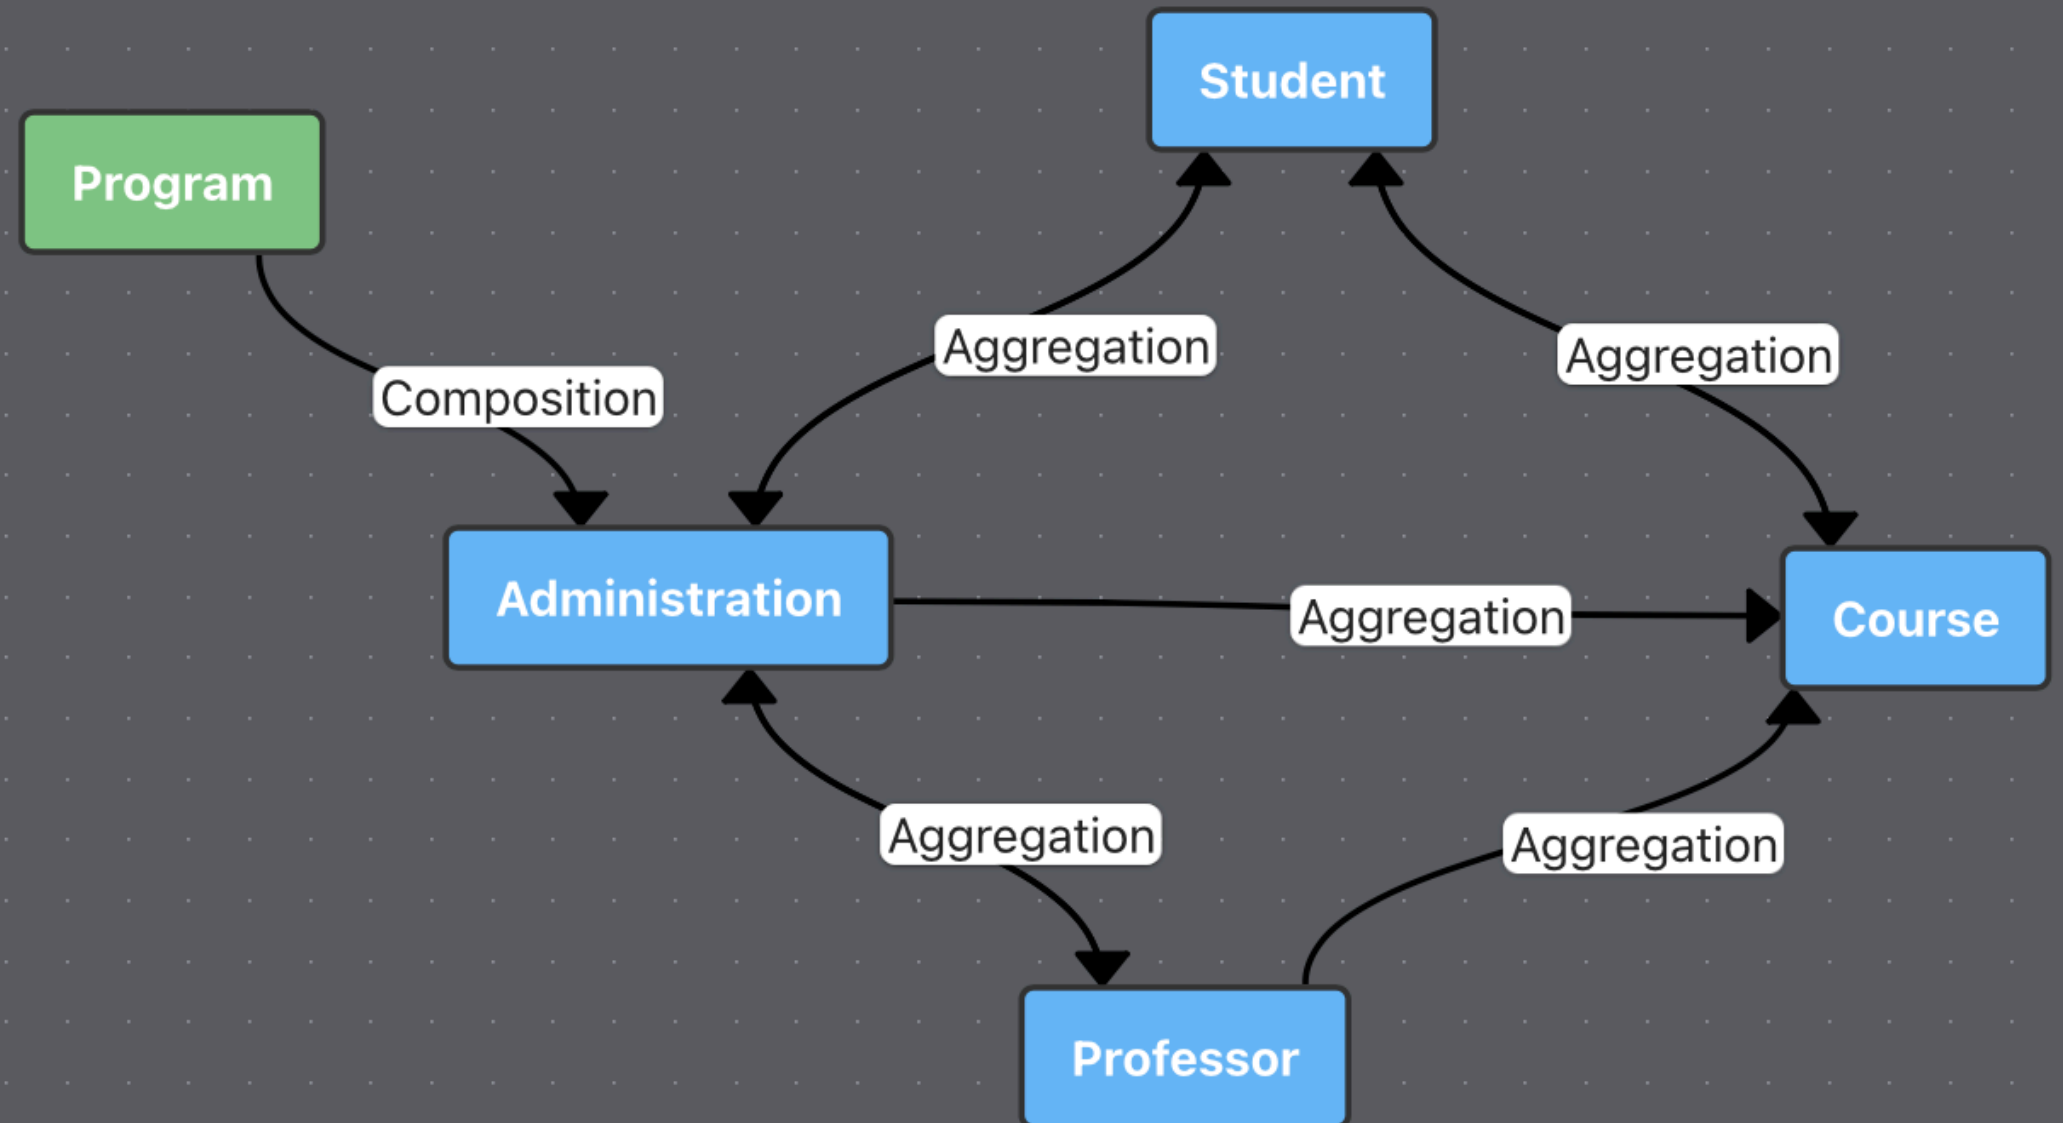 Student
Program
Aggregation
Aggregation
Composition
Administration
Aggregation
Course
Aggregation
Aggregation
Professor